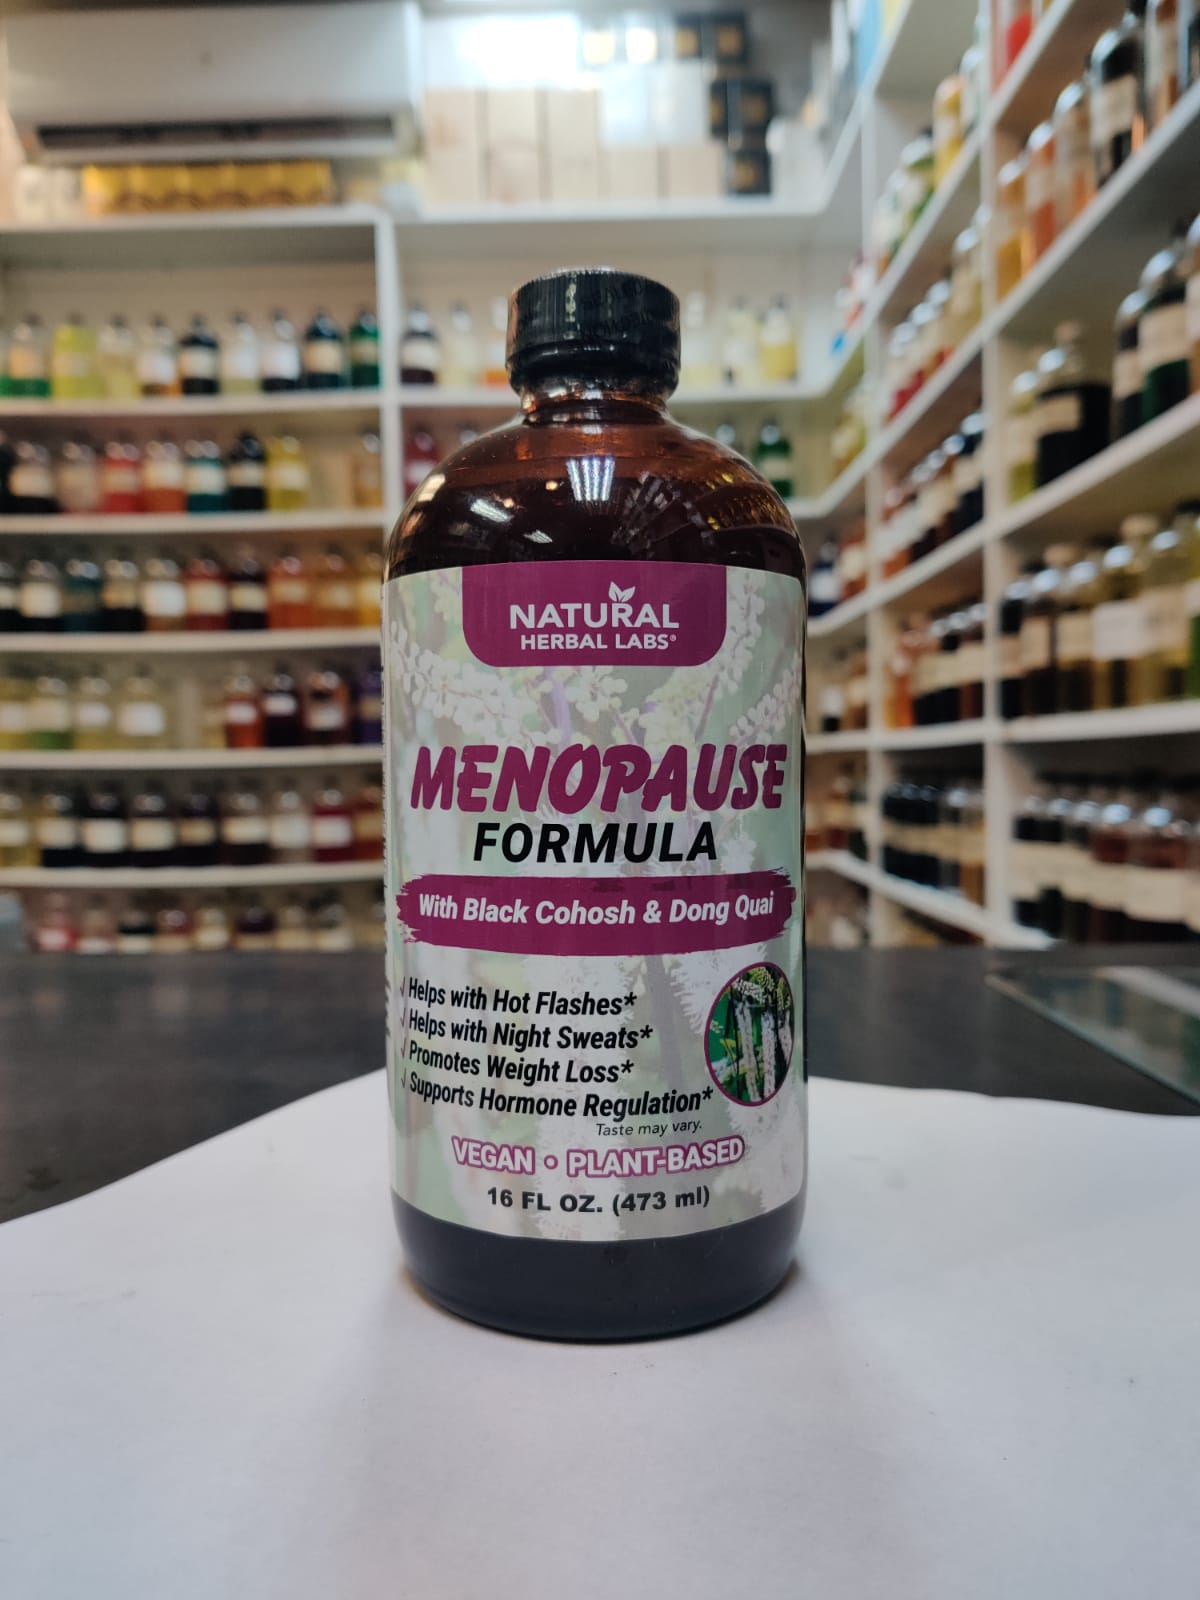 NATURAL
HERBAL LABS®
MENOPAUSE
FORMULA
With Black Cohosh & Dong Quai
Helps with Hot Flashes*
Helps with Night Sweats*
Promotes Weight Loss*
Supports Hormone Regulation*
Taste may vary.
VEGAN • PLANT-BASED
16 FL OZ. (473 ml)